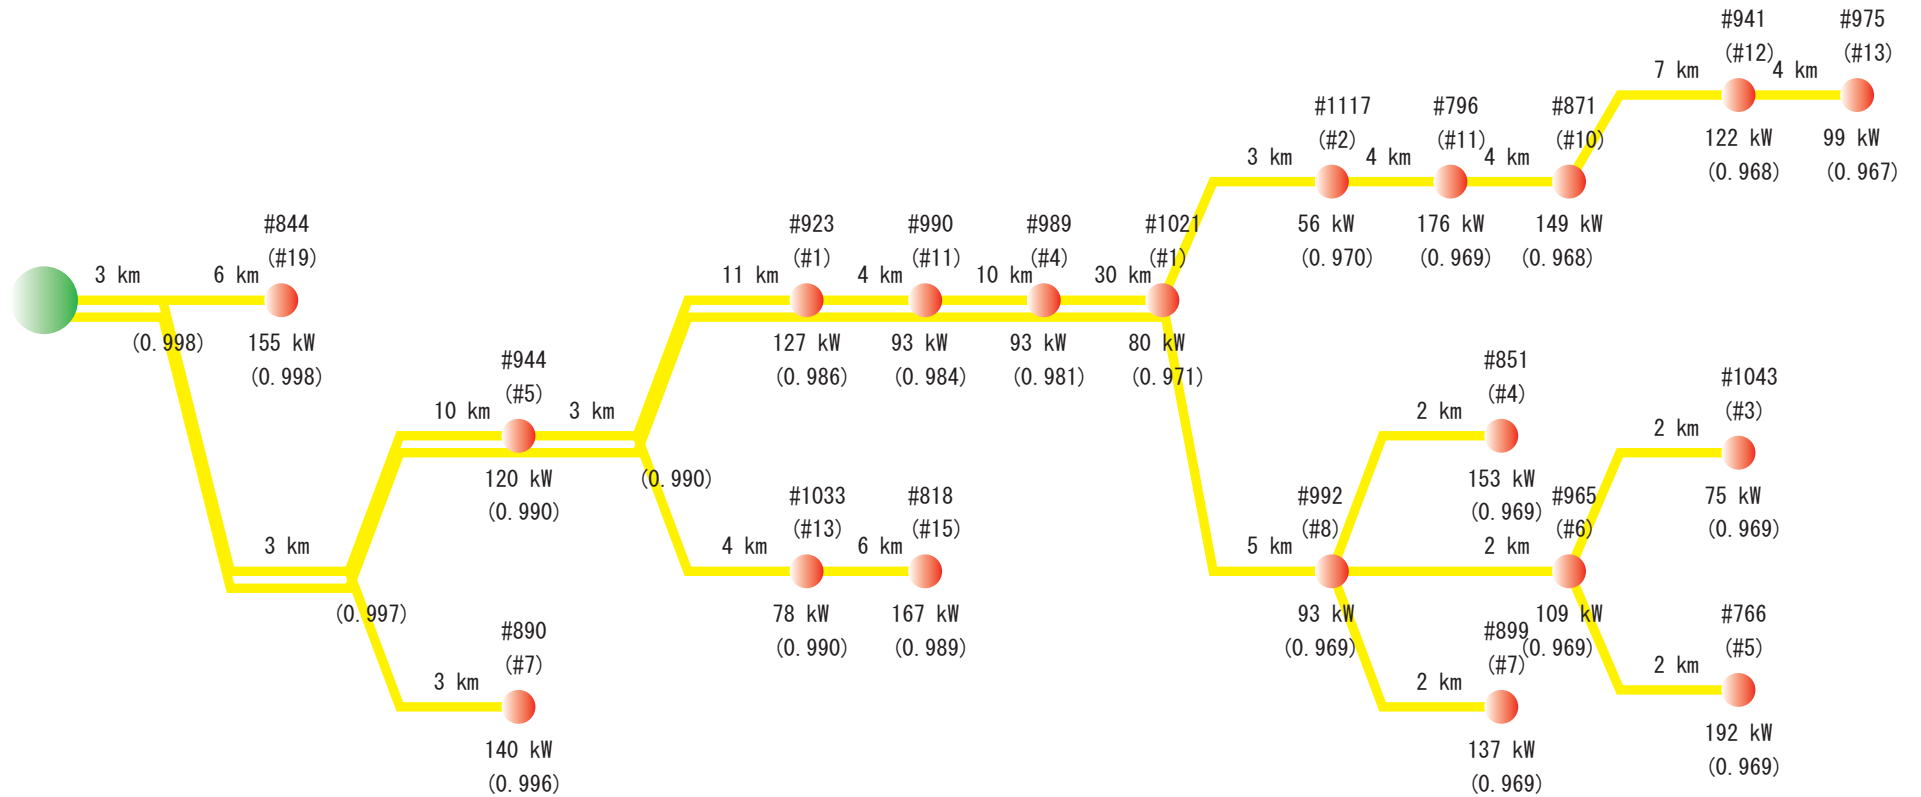 #941
(#12)
7 km
122 kW
(0.968)
#975
(#13)
4 km
99 kW
(0.967)
#1117
(#2)
3 km
56 kW
(0.970)
#796
(#11)
4 km
176 kW
(0.969)
#871
(#10)
4 km
149 kW
(0.968)
3 km
(0.998)
#844
(#19)
6 km
155 kW
(0.998)
#923
(#1)
11 km
127 kW
(0.986)
#990
(#11)
4 km
93 kW
(0.984)
#989
(#4)
10 km
93 kW
(0.981)
#1021
(#1)
30 km
80 kW
(0.971)
#944
(#5)
10 km
120 kW
(0.990)
3 km
(0.990)
#851
(#4)
2 km
153 kW
(0.969)
#1043
(#3)
2 km
75 kW
(0.969)
3 km
(0.997)
#1033
(#13)
4 km
78 kW
(0.990)
#818
(#15)
6 km
167 kW
(0.989)
#992
(#8)
5 km
93 kW
(0.969)
#965
(#6)
2 km
109 kW
(0.969)
#890
(#7)
3 km
140 kW
(0.996)
#899
(#7)
2 km
137 kW
(0.969)
#766
(#5)
2 km
192 kW
(0.969)